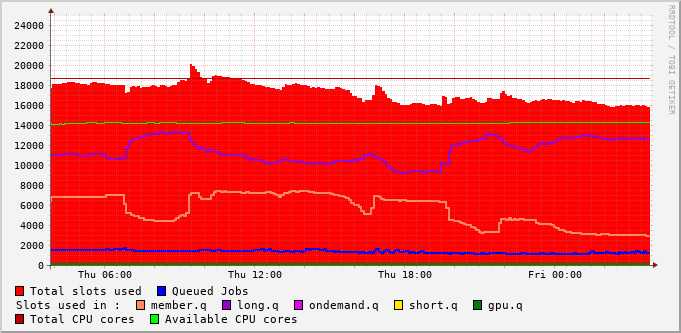 24000
22000
20000
18000
16000
14000
12000
10000
8000
6000
4000
2000
0
Thu 06:00 Thu 12:00 Thu 18:00 Fri 00:00
Total slots used Queued Jobs
Slots used in : member.q long.q ondemand.q short.q gpu.q
Total CPU cores Available CPU cores
RRDTOOL / TOBI OETIKER